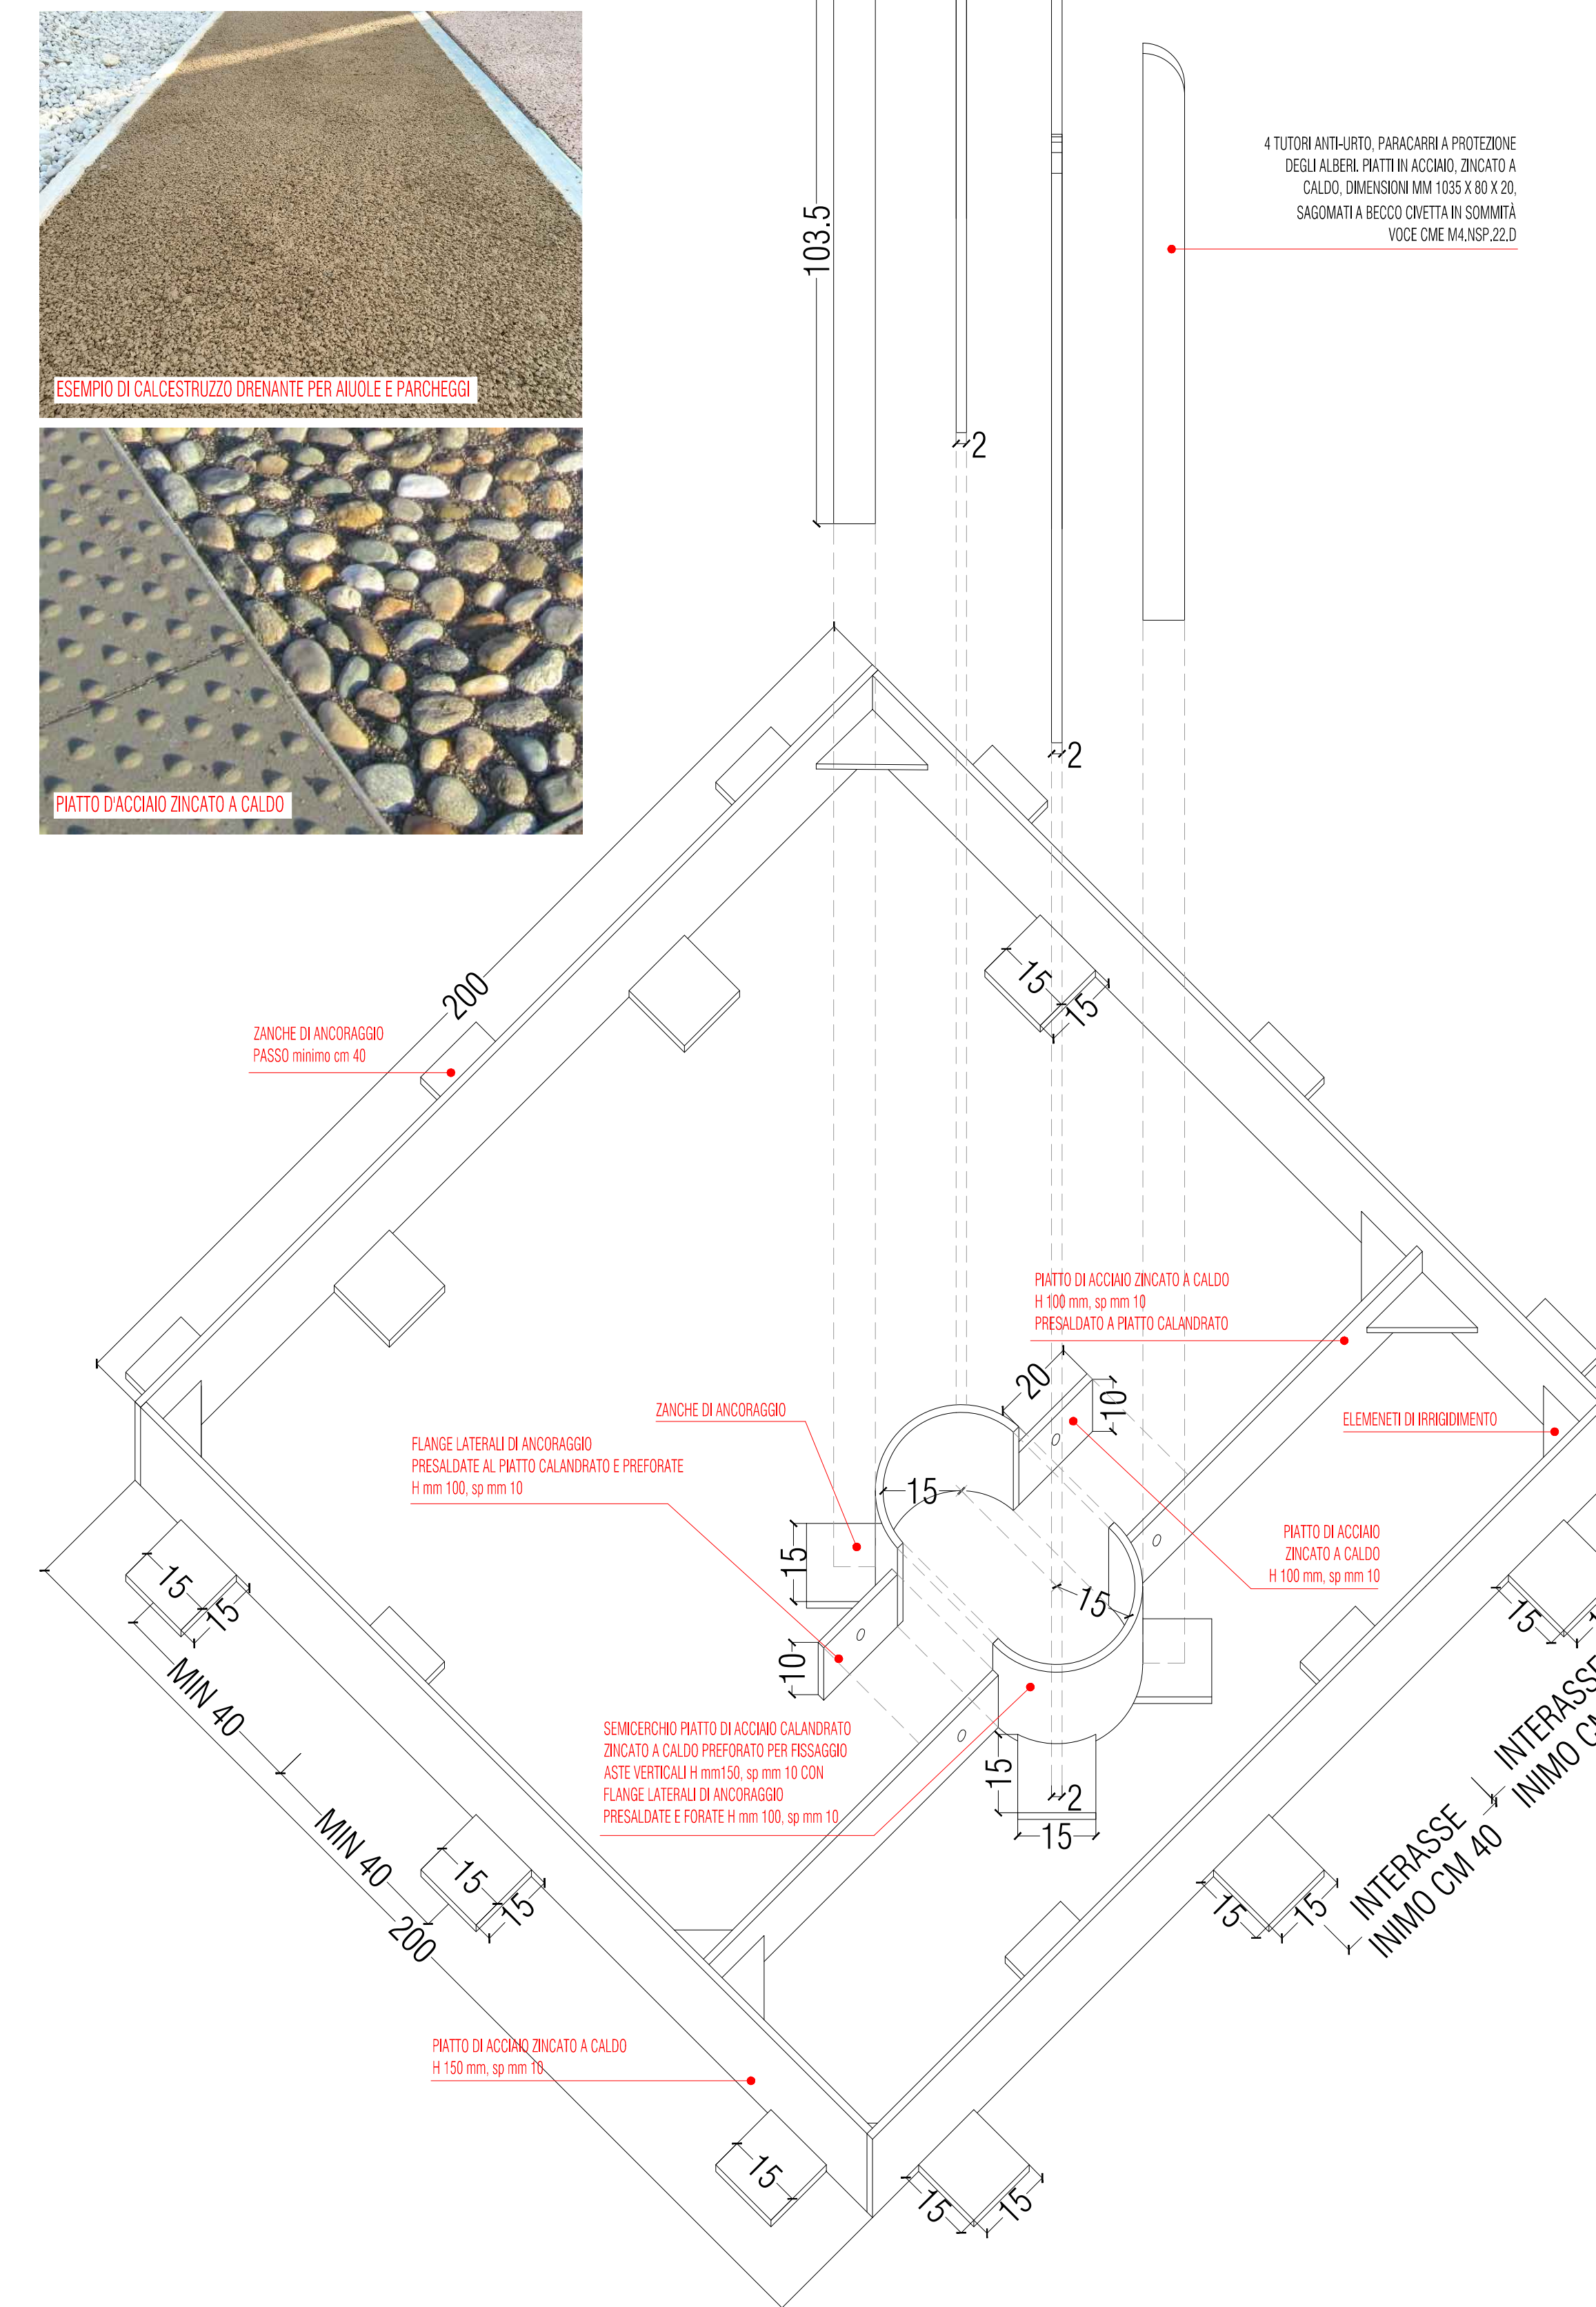 ESEMPIO DI CALCESTRUZZO DRENANTE PER AIUOLE E PARCHEGGI
PIATTO D'ACCIAIO ZINCATO A CALDO
4 TUTORI ANTI-URTO, PARACARRI A PROTEZIONE
DEGLI ALBERI. PIATTI IN ACCIAIO, ZINCATO A
CALDO, DIMENSIONI MM 1035 X 80 X 20,
SAGOMATI A BECCO CIVETTA IN SOMMITÀ
VOCE CME M4.NSP.22.D
103.5
2
2
200
15
15
ZANCHE DI ANCORAGGIO
PASSO minimo cm 40
PIATTO DI ACCIAIO ZINCATO A CALDO
H 100 mm, sp mm 10
PRESALDATO A PIATTO CALANDRATO
20
10
ZANCHE DI ANCORAGGIO
ELEMENETI DI IRRIGIDIMENTO
FLANGE LATERALI DI ANCORAGGIO
PRESALDATE AL PIATTO CALANDRATO E PREFORATE
H mm 100, sp mm 10
15
15
15
PIATTO DI ACCIAIO
ZINCATO A CALDO
H 100 mm, sp mm 10
10
15
15
MIN 40
MIN 40
200
15
15
SEMICERCHIO PIATTO DI ACCIAIO CALANDRATO
ZINCATO A CALDO PREFORATO PER FISSAGGIO
ASTE VERTICALI H mm150, sp mm 10 CON
FLANGE LATERALI DI ANCORAGGIO
PRESALDATE E FORATE H mm 100, sp mm 10
15
2
15
15
INTERASSE
INIMO CM
INTERASSE
INIMO CM 40
15
15
PIATTO DI ACCIAIO ZINCATO A CALDO
H 150 mm, sp mm 10
15
15
15